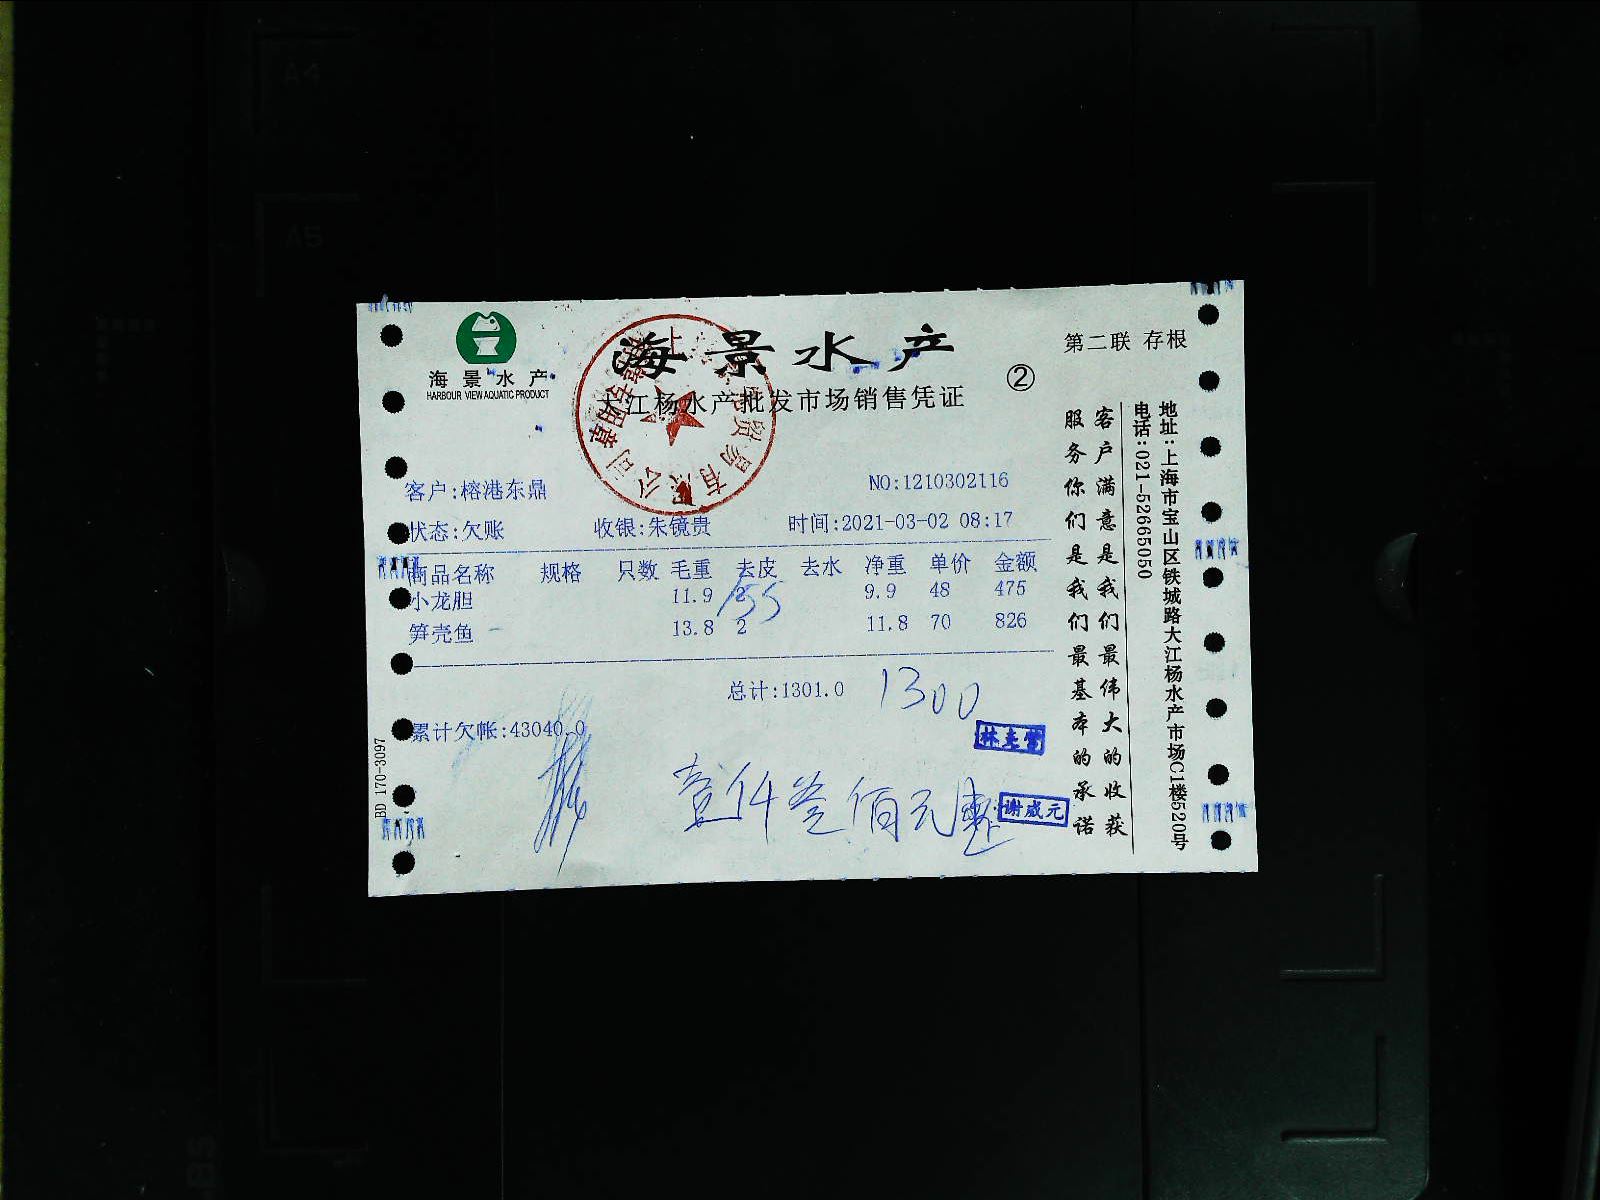 A4
A5
海景水产
HARBOUR VIEW AQUATIC PRODUCT
海景水产
大江杨水产批发市场销售凭证
②
第二联 存根
客户:榕港东鼎
NO:1210302116
状态:欠账 收银:朱镜贵 时间:2021-03-02 08:17
商品名称 规格 只数 毛重 去皮 去水 净重 单价 金额
小龙胆 11.9 2 9.9 48 475
155
笋壳鱼 13.8 2 11.8 70 826
总计:1301.0
1300
累计欠帐:43040.0
壹仟叁佰元整
谢咸元
BD 170-3097
客户满意是我们最伟大的收获
服务你们是我们最基本的承诺
地址:上海市宝山区铁城路大江杨水产市场C1楼520号
电话:021-52665050